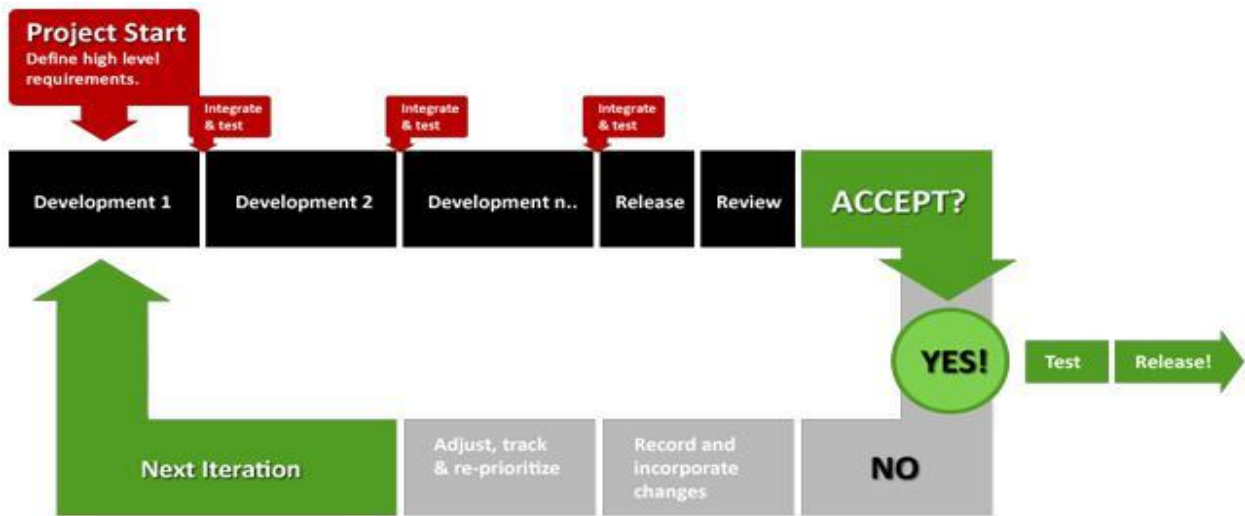 Project Start
Define high level
requirements.
Integrate
& test
Integrate
& test
Integrate
& test
Development 1
Development 2
Development n..
Release
Review
ACCEPT?
YES!
Test
Release!
Next Iteration
Adjust, track
& re-prioritize
Record and
incorporate
changes
NO